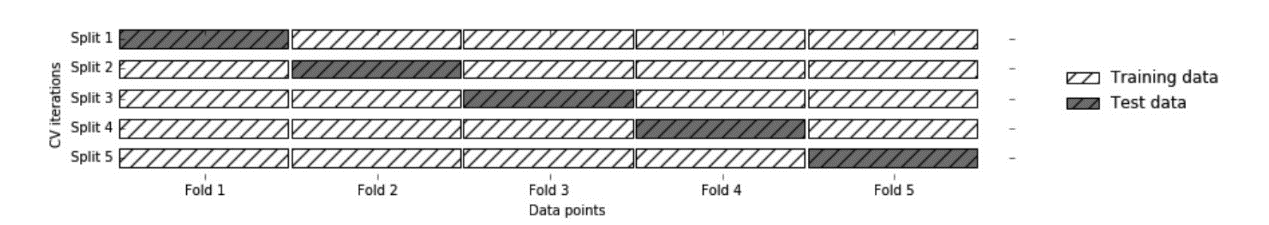 Split 1
Split 2
Split 3
Split 4
Split 5
CV iterations
Fold 1 Fold 2 Fold 3 Fold 4 Fold 5
Data points
Training data
Test data